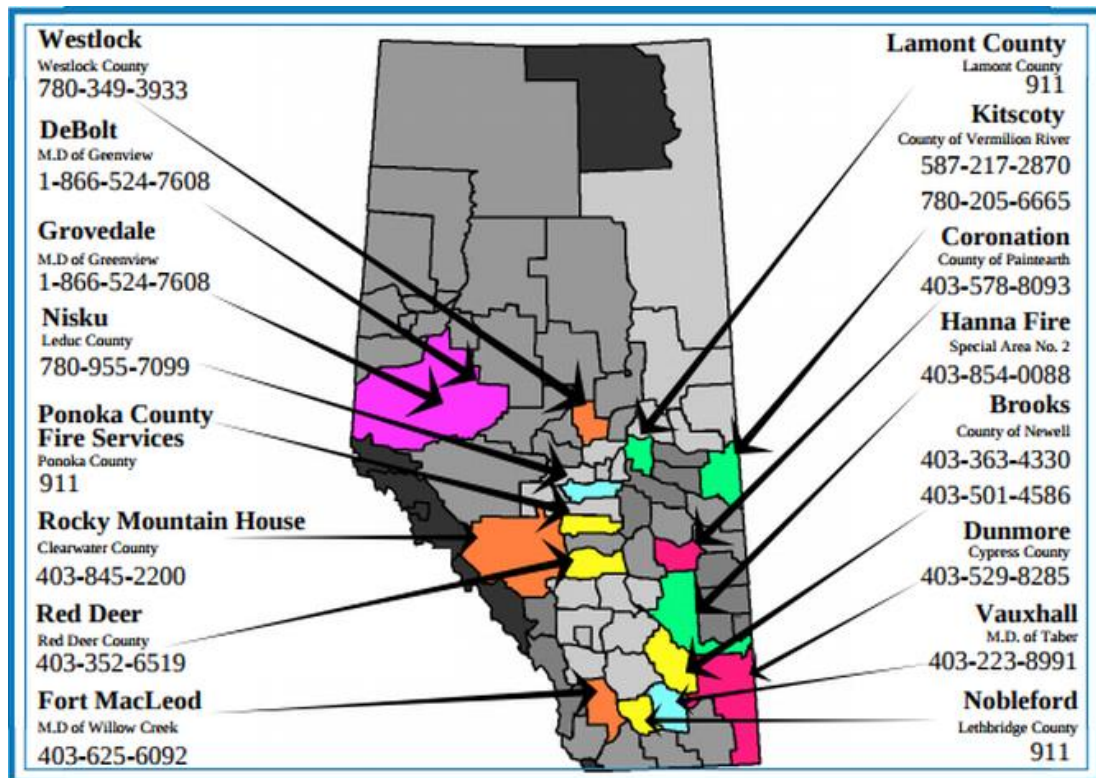 Westlock
Westlock County
780-349-3933
DeBolt
M.D of Geenview
1-866-524-7608
Grovedale
M.D of Greenview
1-866-524-7608
Nisku
Leduc County
780-955-7099
Ponoka County
Fire Services
Ponoka County
911
Rocky Mountain House
Clearwater County
403-845-2200
Red Deer
Red Deer County
403-352-6519
Fort MacLeod
M.D of Willow Creek
403-625-6092
Lamont County
Lamont County
911
Kitscoty
County of Vermilion River
587-217-2870
780-205-6665
Coronation
County of Paintearth
403-578-8093
Hanna Fire
Special Area No. 2
403-854-0088
Brooks
County of Newell
403-363-4330
403-501-4586
Dunmore
Cypress County
403-529-8285
Vauxhall
M.D. of Taber
403-223-8991
Nobleford
Lethbridge County
911